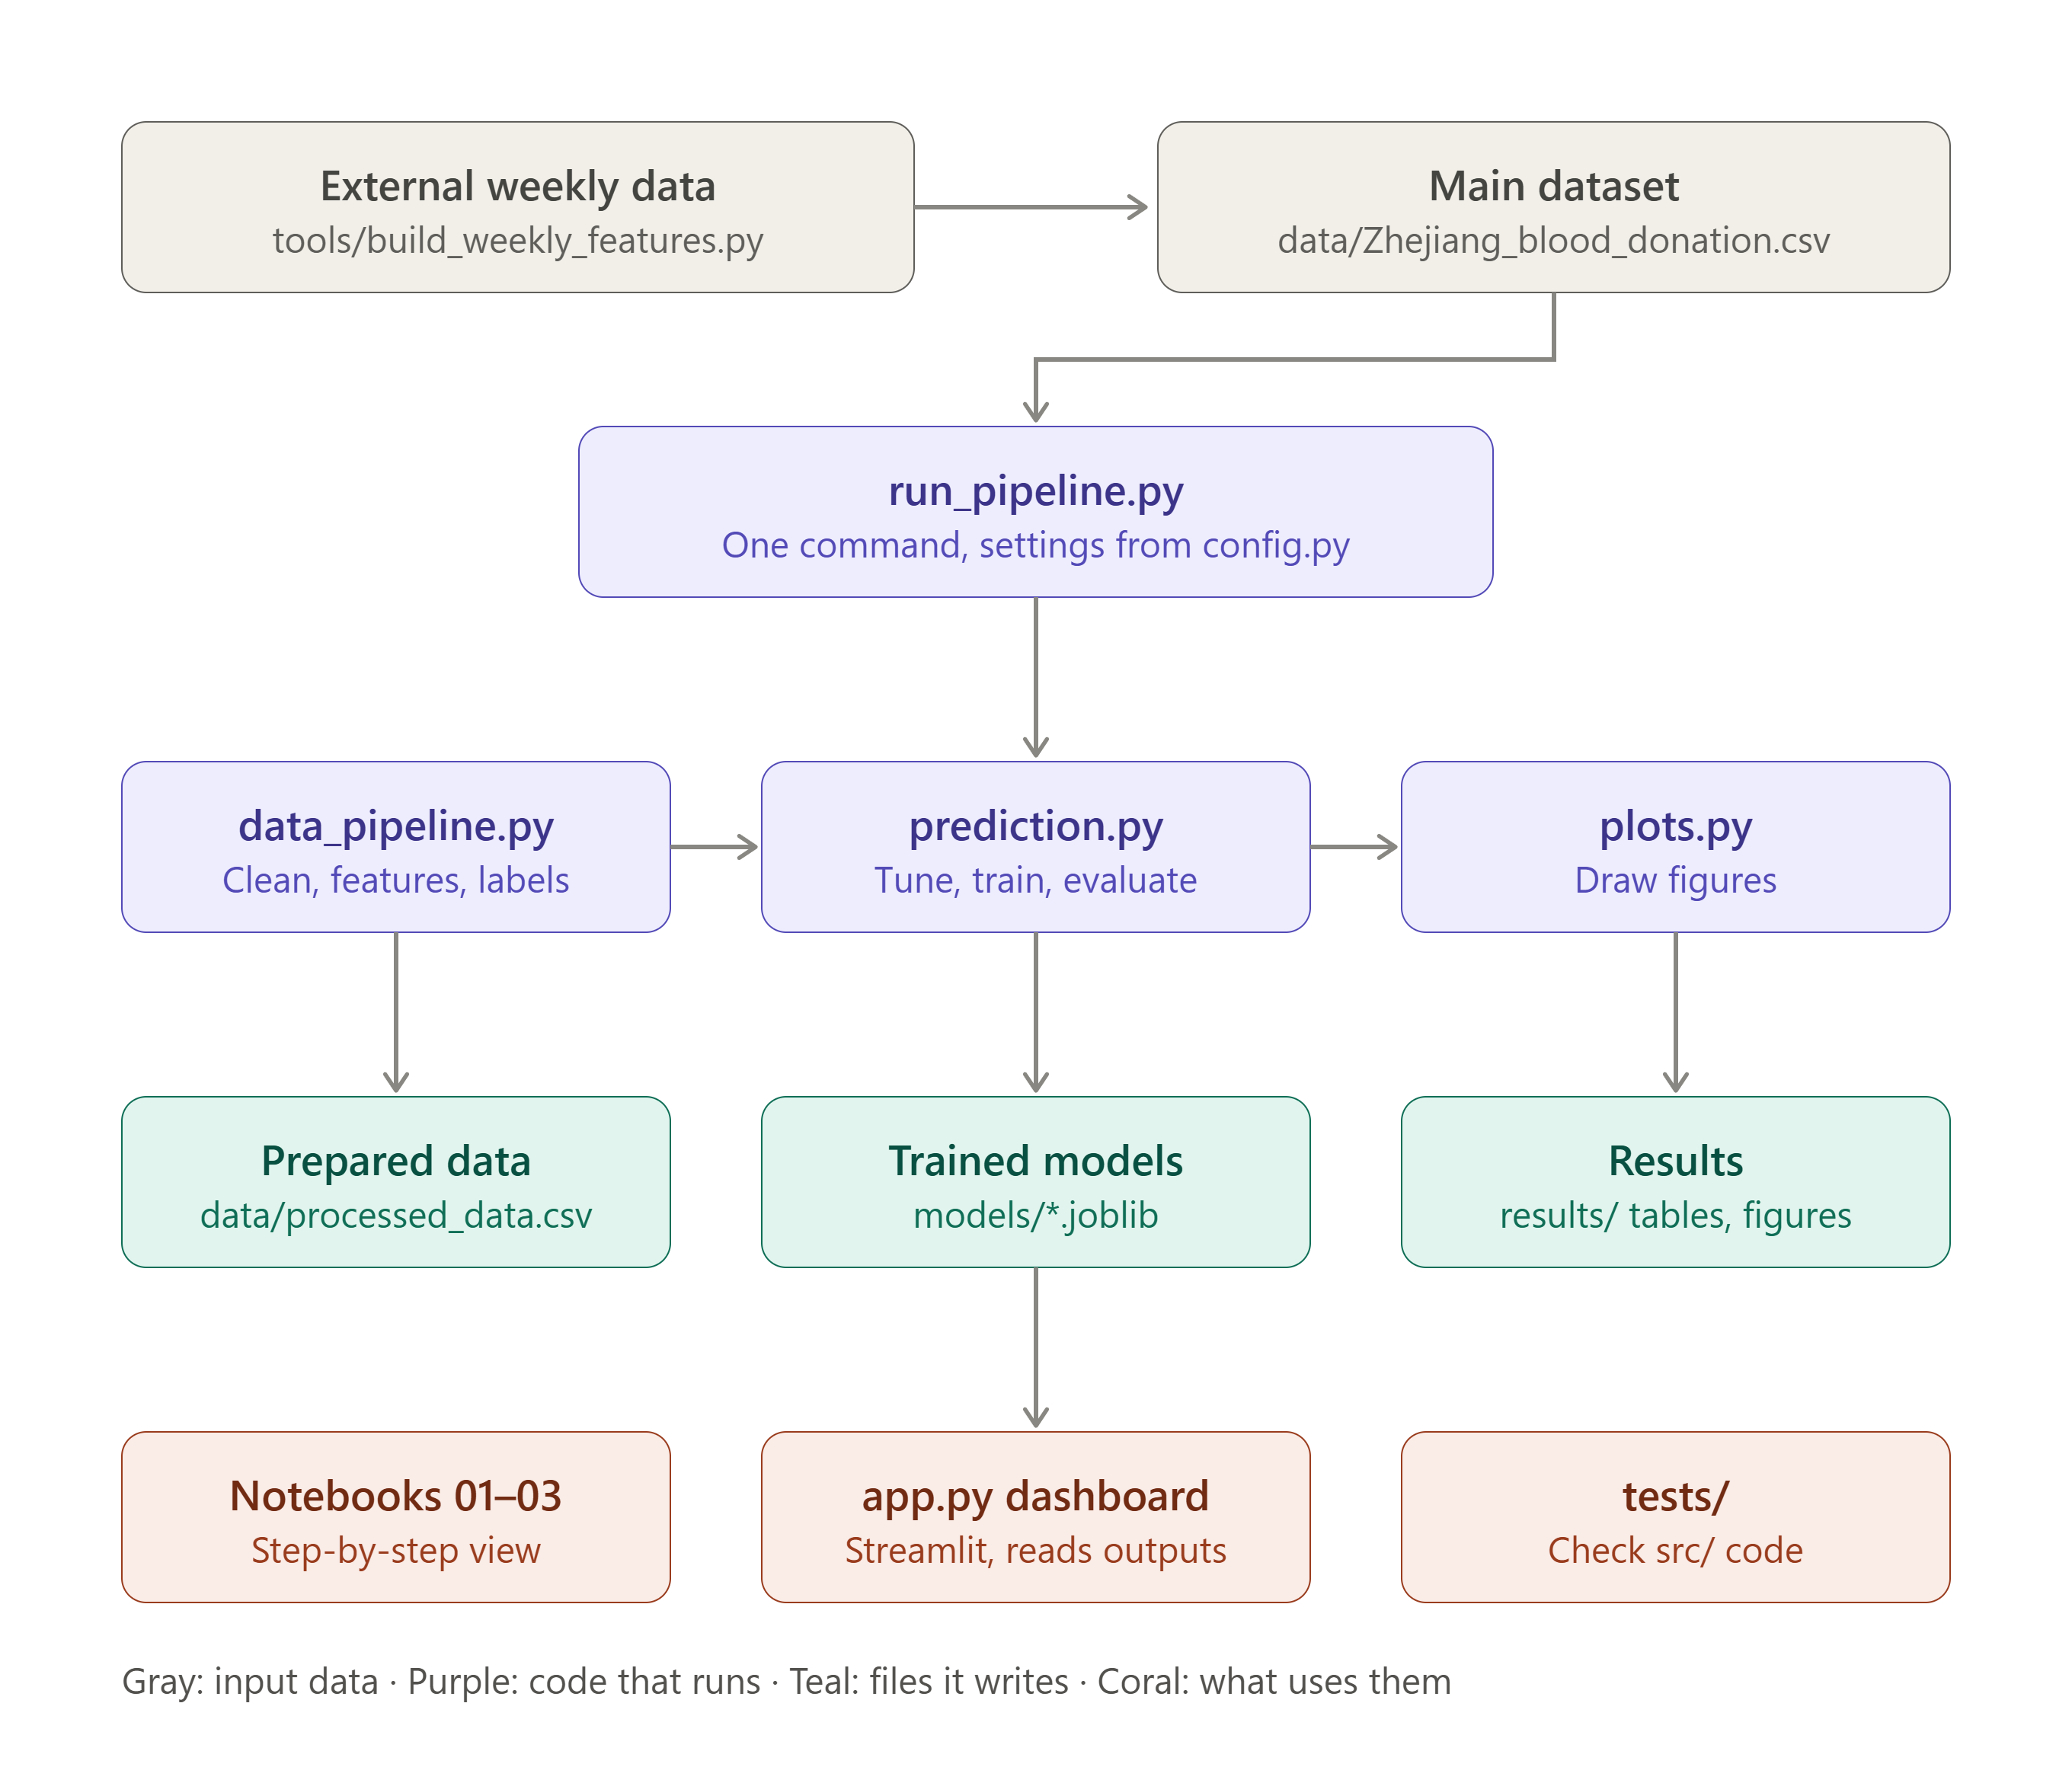 External weekly data
tools/build_weekly_features.py
Main dataset
data/Zhejiang_blood_donation.csv
run_pipeline.py
One command, settings from config.py
data_pipeline.py
Clean, features, labels
prediction.py
Tune, train, evaluate
plots.py
Draw figures
Prepared data
data/processed_data.csv
Trained models
models/*.joblib
Results
results/ tables, figures
Notebooks 01–03
Step-by-step view
app.py dashboard
Streamlit, reads outputs
tests/
Check src/ code
Gray: input data · Purple: code that runs · Teal: files it writes · Coral: what uses them